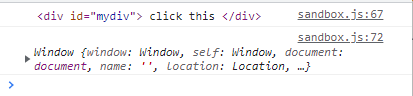 <div id="mydiv"> click this </div> sandbox.js:67
sandbox.js:72
Window {window: Window, self: Window, document:
document, name: '', location: Location, …}